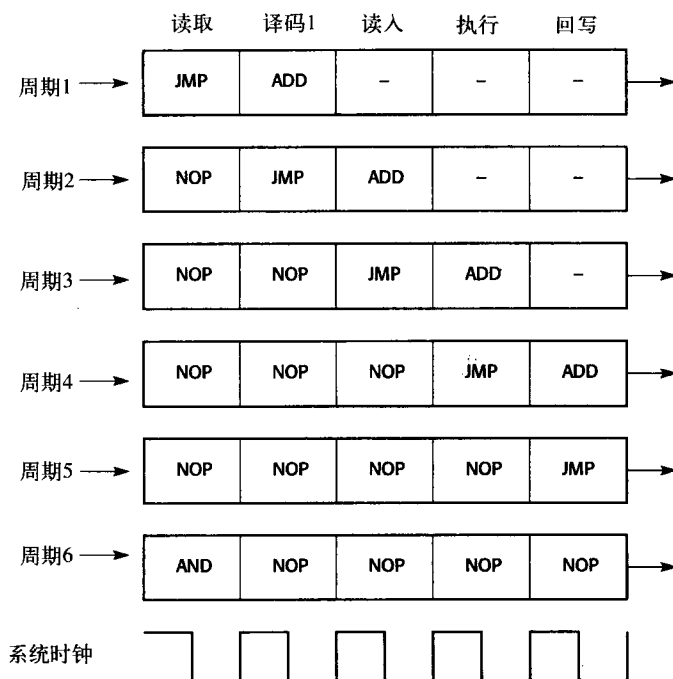 读取 译码1 读入 执行 回写
周期1 JMP ADD – – –
周期2 NOP JMP ADD – –
周期3 NOP NOP JMP ADD –
周期4 NOP NOP NOP JMP ADD
周期5 NOP NOP NOP NOP JMP
周期6 AND NOP NOP NOP NOP
系统时钟